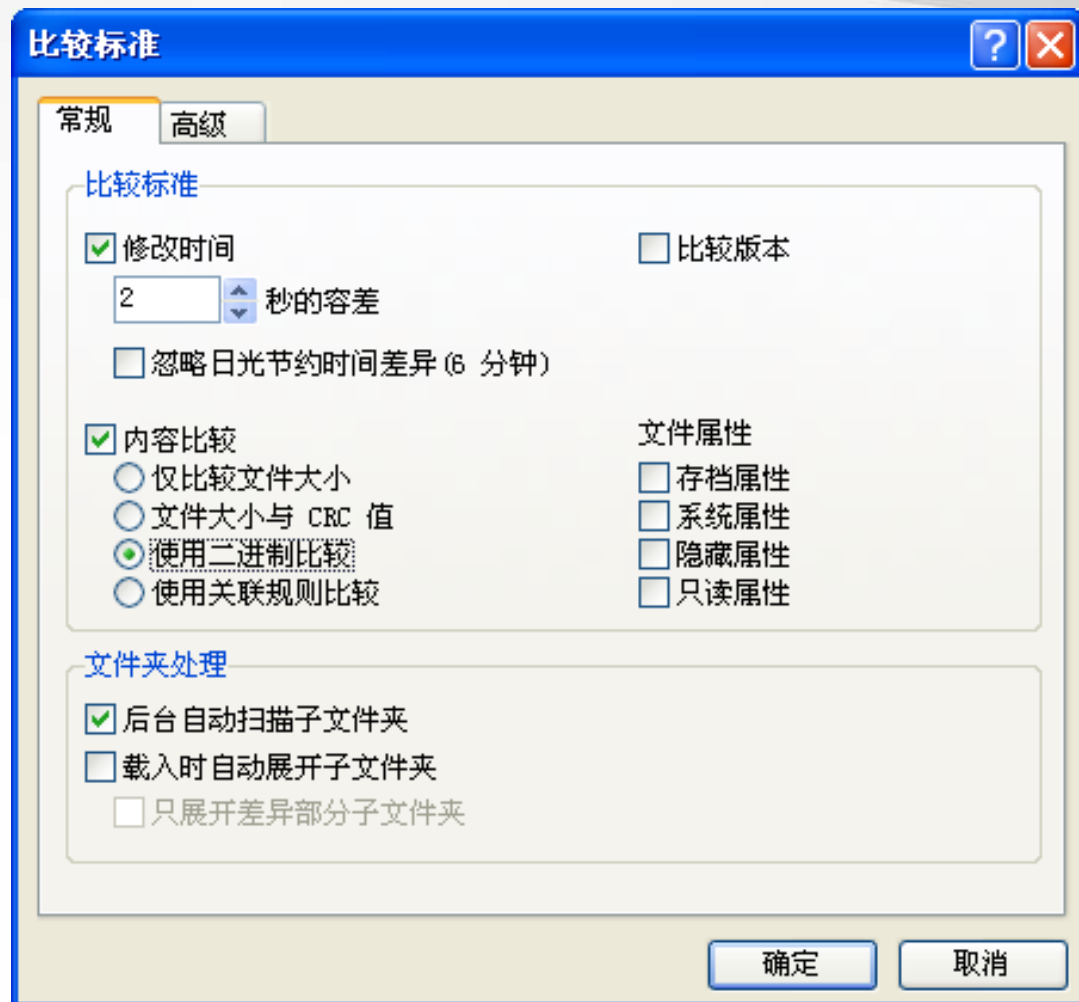 比较标准
常规
高级
比较标准
修改时间
比较版本
2
秒的容差
忽略日光节约时间差异(6 分钟)
内容比较
文件属性
仅比较文件大小
存档属性
文件大小与 CRC 值
系统属性
使用二进制比较
隐藏属性
使用关联规则比较
只读属性
文件夹处理
后台自动扫描子文件夹
载入时自动展开子文件夹
只展开差异部分子文件夹
确定
取消